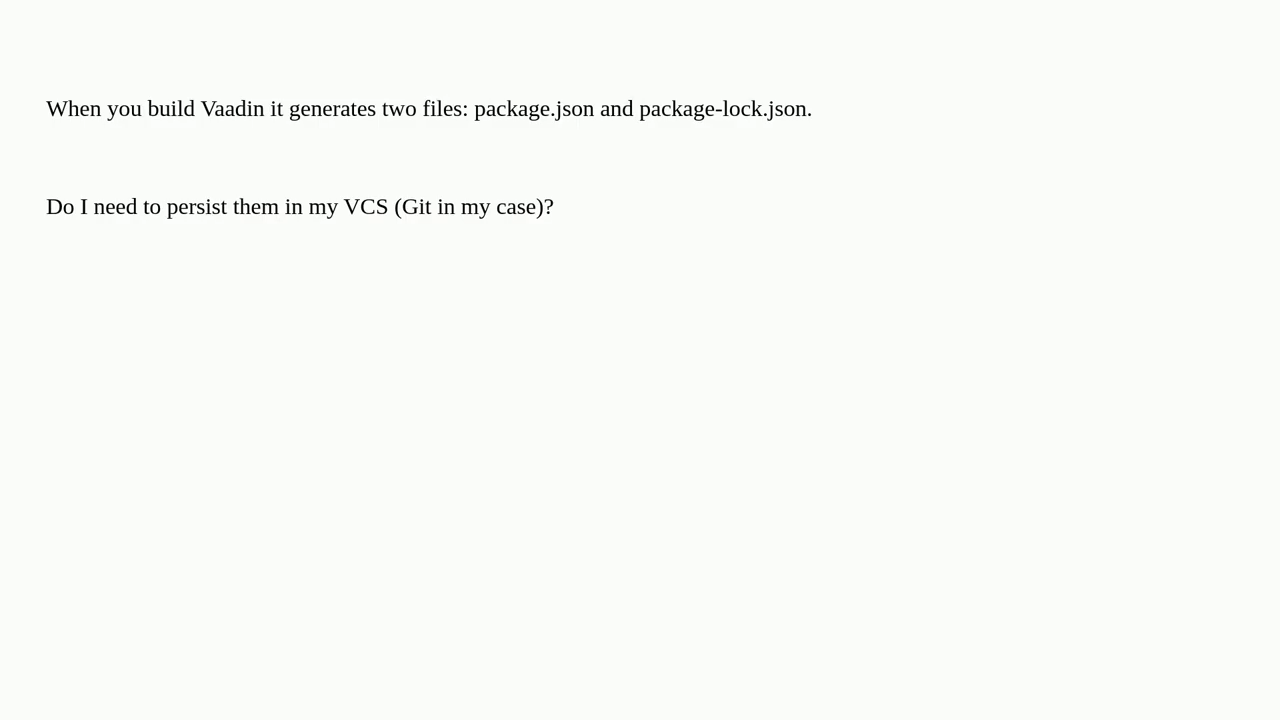 When you build Vaadin it generates two files: package.json and package-lock.json.
Do I need to persist them in my VCS (Git in my case)?